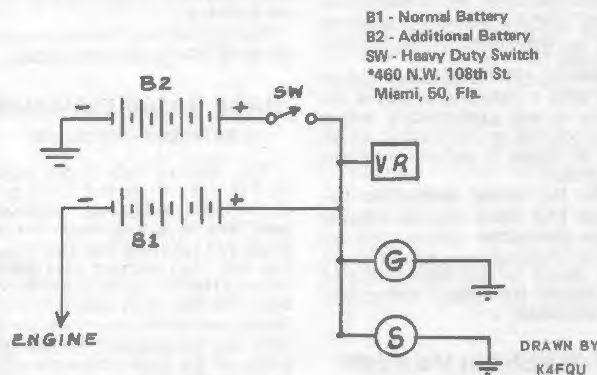 B1 - Normal Battery
B2 - Additional Battery
SW - Heavy Duty Switch
*460 N.W. 108th St.
Miami, 50, Fla.
B2
SW
- +
VR
- +
B1
G
ENGINE
S
DRAWN BY
K4FQU